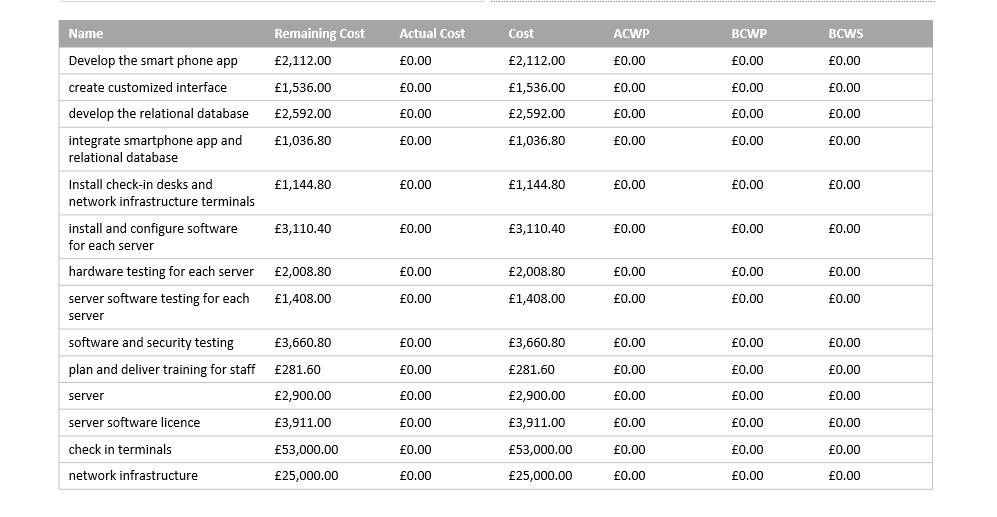 Name Remaining Cost Actual Cost Cost ACWP BCWP BCWS
Develop the smart phone app £2,112.00 £0.00 £2,112.00 £0.00 £0.00 £0.00
create customized interface £1,536.00 £0.00 £1,536.00 £0.00 £0.00 £0.00
develop the relational database £2,592.00 £0.00 £2,592.00 £0.00 £0.00 £0.00
integrate smartphone app and £1,036.80 £0.00 £1,036.80 £0.00 £0.00 £0.00
relational database
Install check-in desks and £1,144.80 £0.00 £1,144.80 £0.00 £0.00 £0.00
network infrastructure terminals
install and configure software £3,110.40 £0.00 £3,110.40 £0.00 £0.00 £0.00
for each server
hardware testing for each server £2,008.80 £0.00 £2,008.80 £0.00 £0.00 £0.00
server software testing for each £1,408.00 £0.00 £1,408.00 £0.00 £0.00 £0.00
server
software and security testing £3,660.80 £0.00 £3,660.80 £0.00 £0.00 £0.00
plan and deliver training for staff £281.60 £0.00 £281.60 £0.00 £0.00 £0.00
server £2,900.00 £0.00 £2,900.00 £0.00 £0.00 £0.00
server software licence £3,911.00 £0.00 £3,911.00 £0.00 £0.00 £0.00
check in terminals £53,000.00 £0.00 £53,000.00 £0.00 £0.00 £0.00
network infrastructure £25,000.00 £0.00 £25,000.00 £0.00 £0.00 £0.00